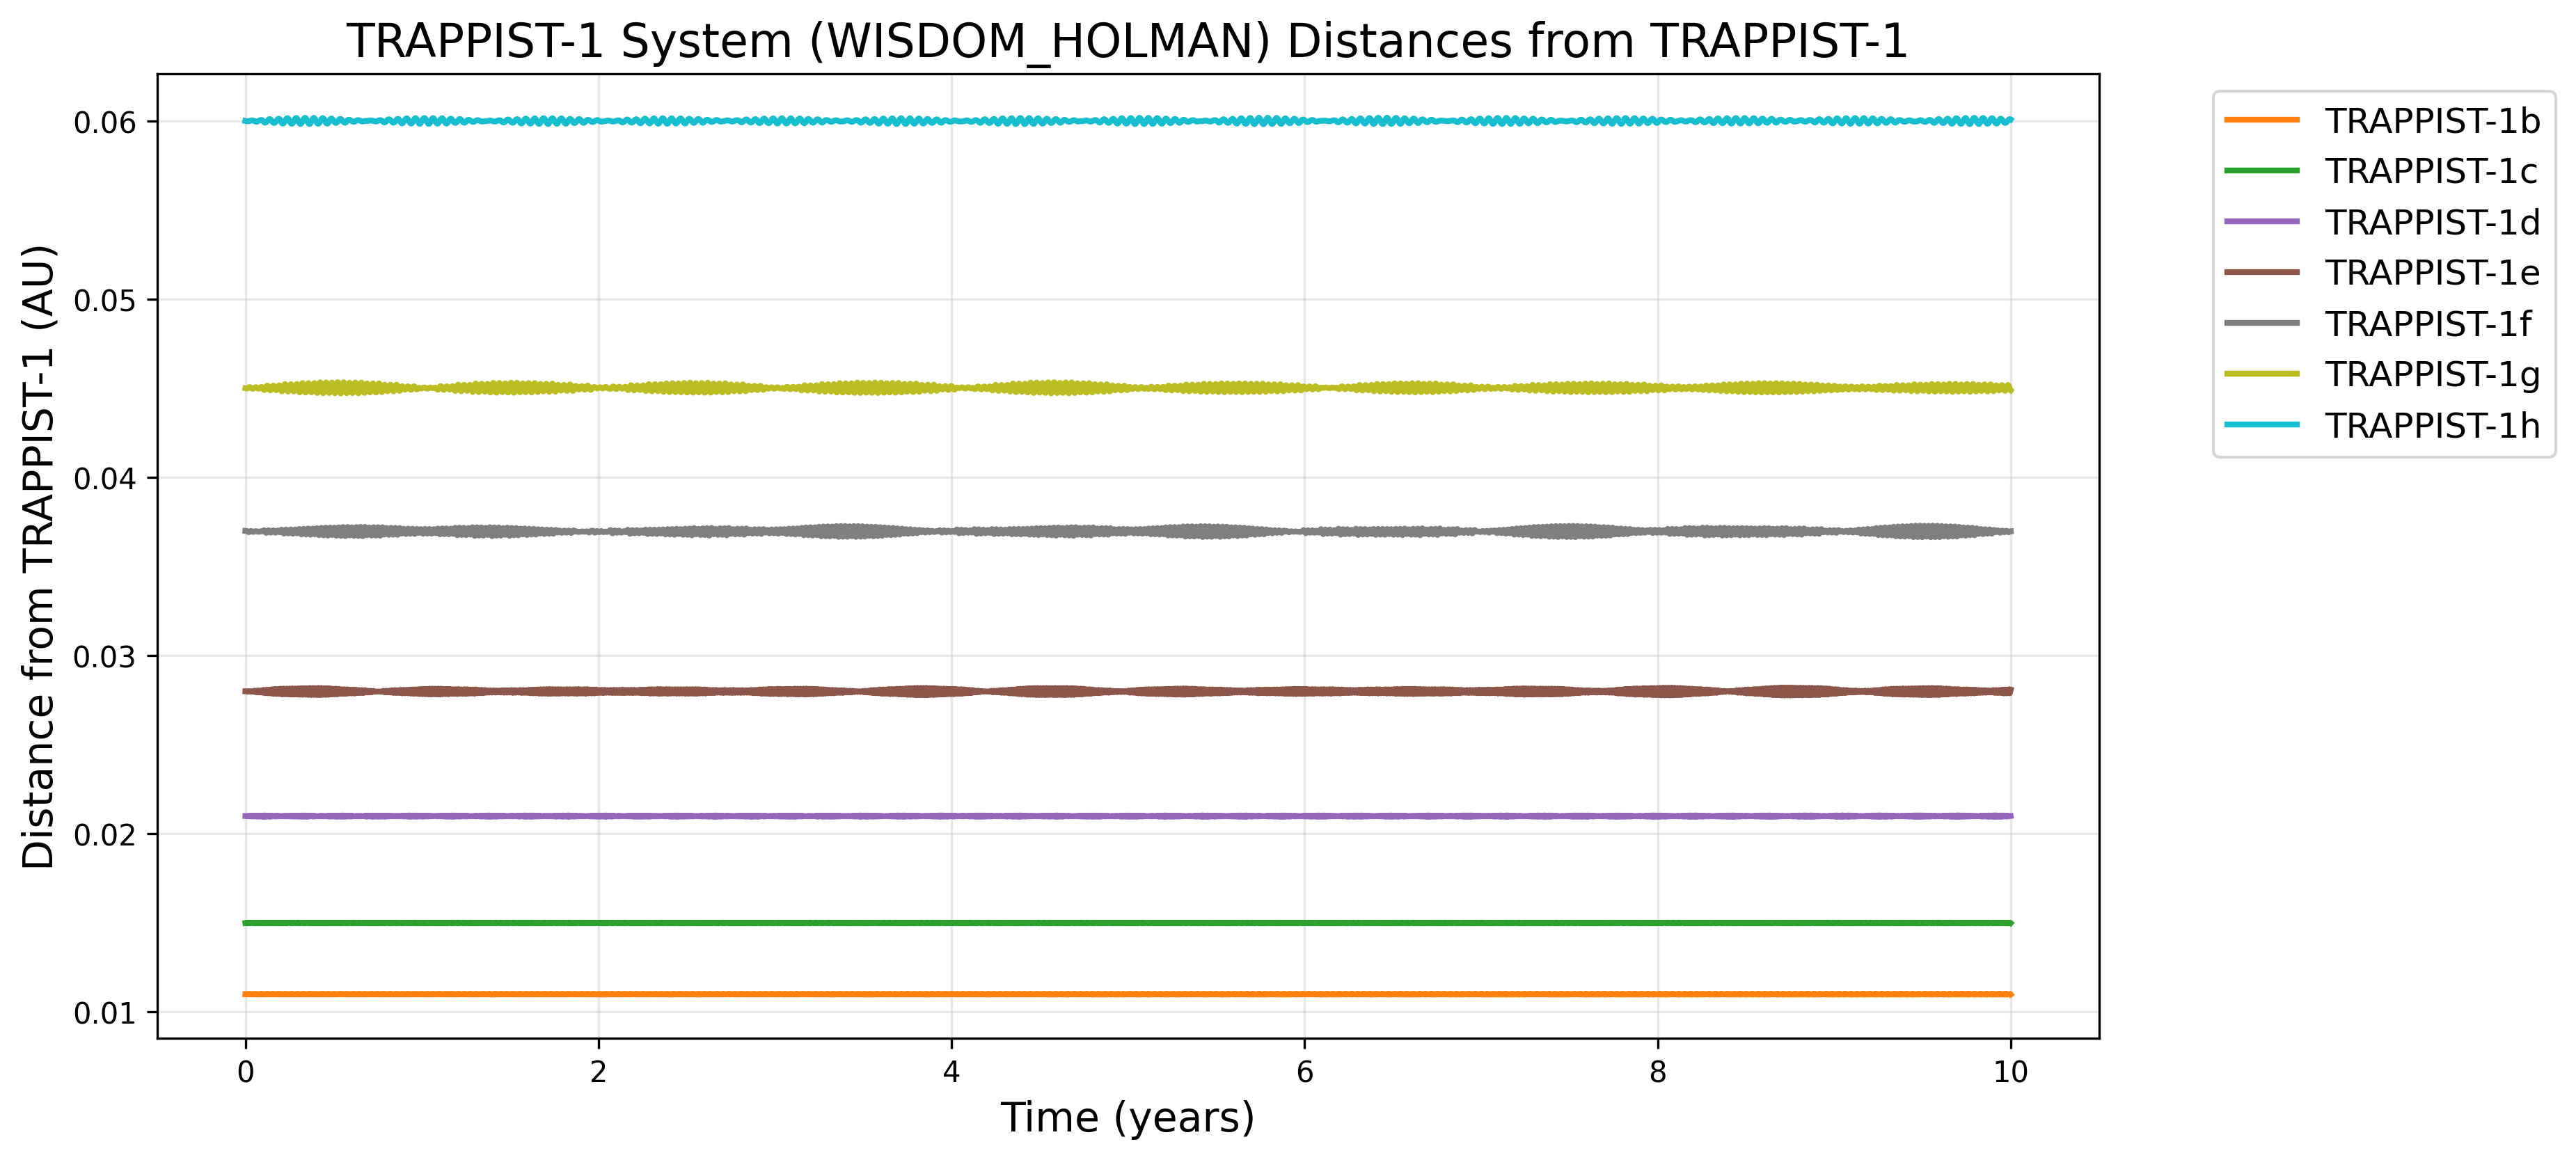 TRAPPIST-1 System (WISDOM_HOLMAN) Distances from TRAPPIST-1
Distance from TRAPPIST-1 (AU)
0.06
0.05
0.04
0.03
0.02
0.01
0 2 4 6 8 10
Time (years)
TRAPPIST-1b
TRAPPIST-1c
TRAPPIST-1d
TRAPPIST-1e
TRAPPIST-1f
TRAPPIST-1g
TRAPPIST-1h